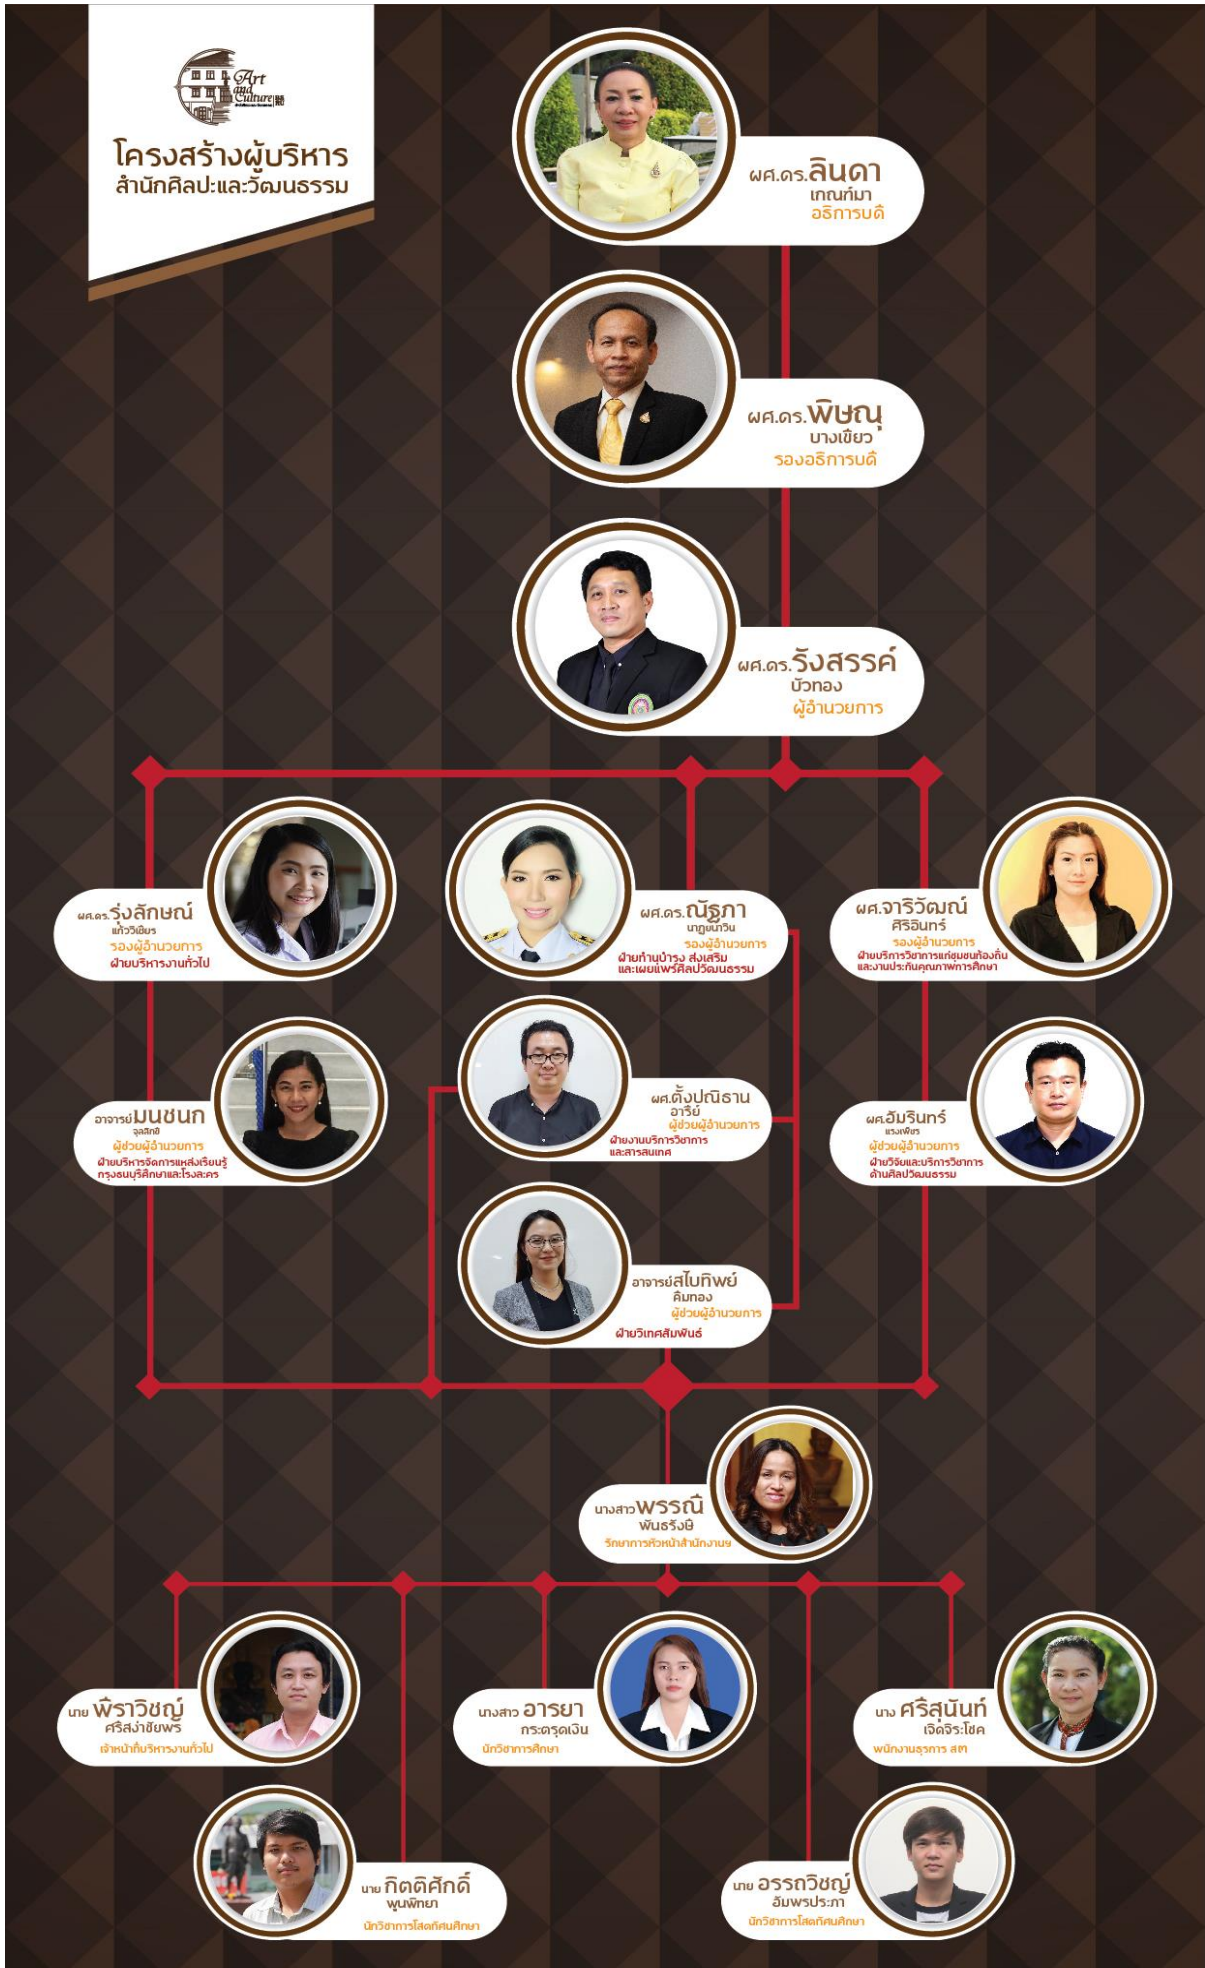 Art
and
Culture
โครงสร้างผู้บริหาร
สำนักศิลปะและวัฒนธรรม
ผศ.ดร.ลินดา
เกณฑ์มา
อธิการบดี
ผศ.ดร.พิษณุ
บางเขียว
รองอธิการบดี
ผศ.ดร.รังสรรค์
บัวทอง
ผู้อำนวยการ
ผศ.ดร.รุ่งลักษณ์
แก้ววิเชียร
รองผู้อำนวยการ
ฝ่ายบริหารงานทั่วไป
ผศ.ดร.ณัฐภา
นาฏยนาวิน
รองผู้อำนวยการ
ฝ่ายทำนุบำรุง ส่งเสริม
และเผยแพร่ศิลปวัฒนธรรม
ผศ.จาริวัฒณ์
ศิริอินทร์
รองผู้อำนวยการ
ฝ่ายบริการวิชาการแก่ชุมชนท้องถิ่น
และงานประกันคุณภาพการศึกษา
อาจารย์มนชนก
จุลสิกขี
ผู้ช่วยผู้อำนวยการ
ฝ่ายบริหารจัดการแหล่งเรียนรู้
กรุงธนบุรีศึกษาและโรงละคร
ผศ.ตั้งปณิธาน
อารีย์
ผู้ช่วยผู้อำนวยการ
ฝ่ายงานบริการวิชาการ
และสารสนเทศ
ผศ.อัมรินทร์
แรงเพ็ชร
ผู้ช่วยผู้อำนวยการ
ฝ่ายวิจัยและบริการวิชาการ
ด้านศิลปวัฒนธรรม
อาจารย์สไบทิพย์
คิมทอง
ผู้ช่วยผู้อำนวยการ
ฝ่ายวิเทศสัมพันธ์
นางสาวพรรณี
พันธรังษี
รักษาการหัวหน้าสำนักงานฯ
นาย พีราวิชญ์
ศรีสง่าชัยพร
เจ้าหน้าที่บริหารงานทั่วไป
นางสาว อารยา
กระตรุดเงิน
นักวิชาการศึกษา
นาง ศรีสุนันท์
เจิดจิระโชค
พนักงานธุรการ ส๓
นาย กิตติศักดิ์
พูนพิทยา
นักวิชาการโสตทัศนศึกษา
นาย อรรถวิชญ์
อัมพรประภา
นักวิชาการโสตทัศนศึกษา